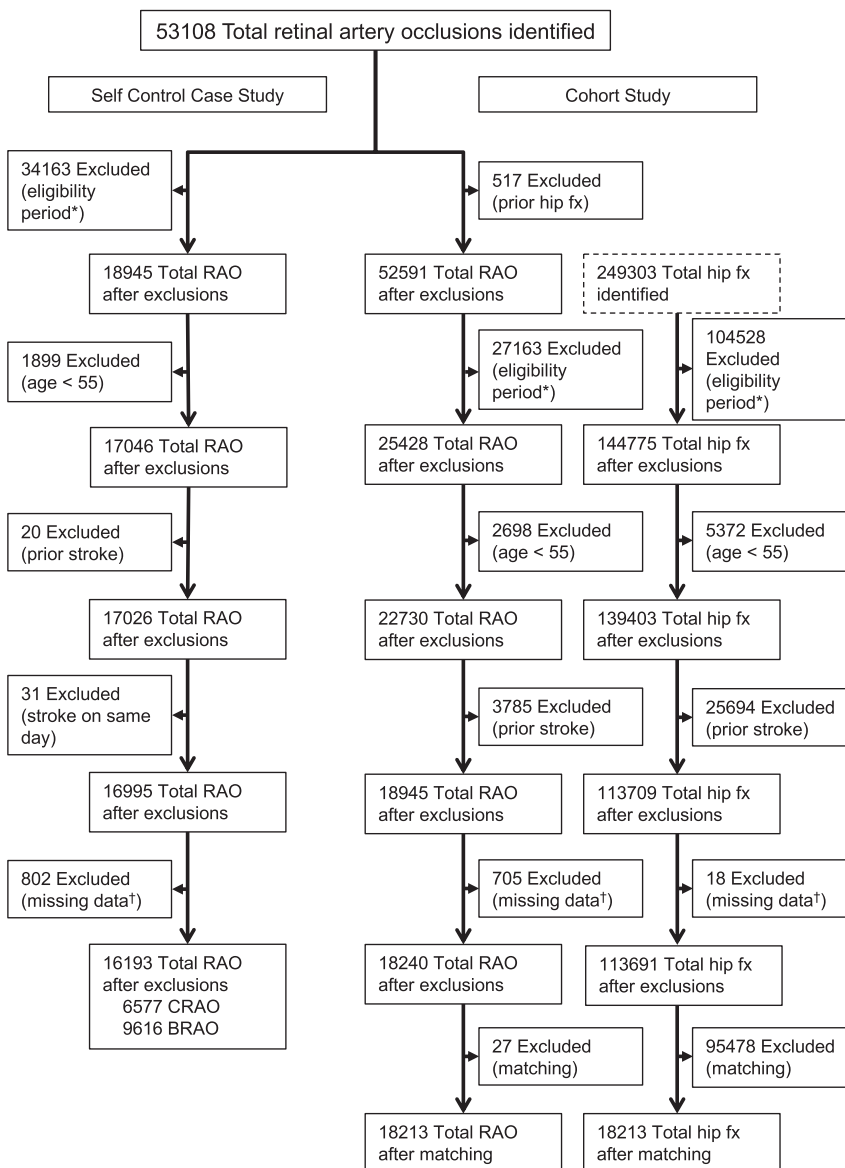 53108 Total retinal artery occlusions identified
Self Control Case Study
Cohort Study
34163 Excluded
(eligibility
period*)
517 Excluded
(prior hip fx)
18945 Total RAO
after exclusions
52591 Total RAO
after exclusions
249303 Total hip fx
identified
1899 Excluded
(age < 55)
27163 Excluded
(eligibility
period*)
104528
Excluded
(eligibility
period*)
17046 Total RAO
after exclusions
25428 Total RAO
after exclusions
144775 Total hip fx
after exclusions
20 Excluded
(prior stroke)
2698 Excluded
(age < 55)
5372 Excluded
(age < 55)
17026 Total RAO
after exclusions
22730 Total RAO
after exclusions
139403 Total hip fx
after exclusions
31 Excluded
(stroke on same
day)
3785 Excluded
(prior stroke)
25694 Excluded
(prior stroke)
16995 Total RAO
after exclusions
18945 Total RAO
after exclusions
113709 Total hip fx
after exclusions
802 Excluded
(missing data†)
705 Excluded
(missing data†)
18 Excluded
(missing data†)
16193 Total RAO
after exclusions
6577 CRAO
9616 BRAO
18240 Total RAO
after exclusions
113691 Total hip fx
after exclusions
27 Excluded
(matching)
95478 Excluded
(matching)
18213 Total RAO
after matching
18213 Total hip fx
after matching